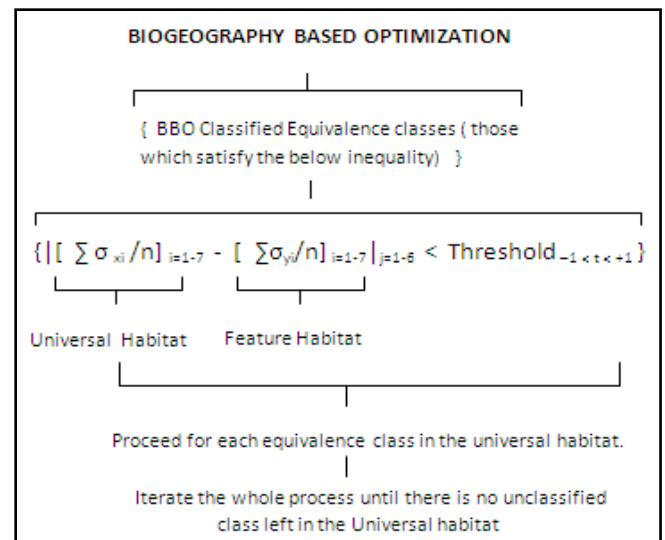 BIOGEOGRAPHY BASED OPTIMIZATION
{ BBO Classified Equivalence classes ( those
which satisfy the below inequality) }
{|[ ∑ σ xi /n] i=1-7 - [ ∑σyi/n] i=1-7|j=1-6 < Threshold –1 < t < +1}
Universal Habitat Feature Habitat
Proceed for each equivalence class in the universal habitat.
Iterate the whole process until there is no unclassified
class left in the Universal habitat